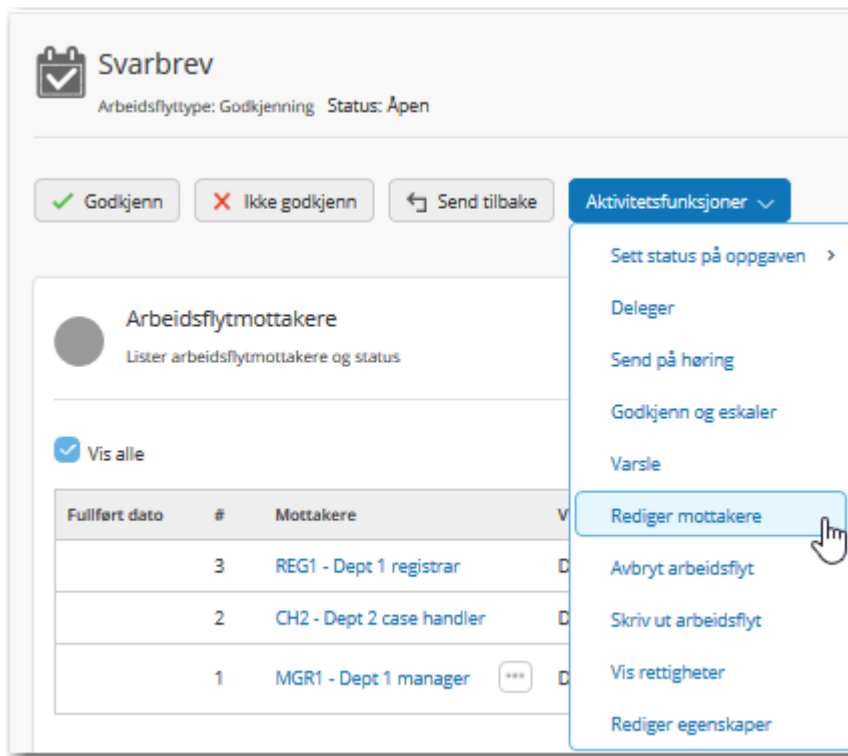 Svarbrev
Arbeidsflyttype: Godkjenning Status: Åpen
Godkjenn Ikke godkjenn Send tilbake Aktivitetsfunksjoner
Sett status på oppgaven
Deleger
Send på høring
Godkjenn og eskaler
Varsle
Rediger mottakere
Avbryt arbeidsflyt
Skriv ut arbeidsflyt
Vis rettigheter
Rediger egenskaper
Arbeidsflytmottakere
Lister arbeidsflytmottakere og status
Vis alle
Fullført dato # Mottakere V
3 REG1 - Dept 1 registrar D
2 CH2 - Dept 2 case handler D
1 MGR1 - Dept 1 manager D